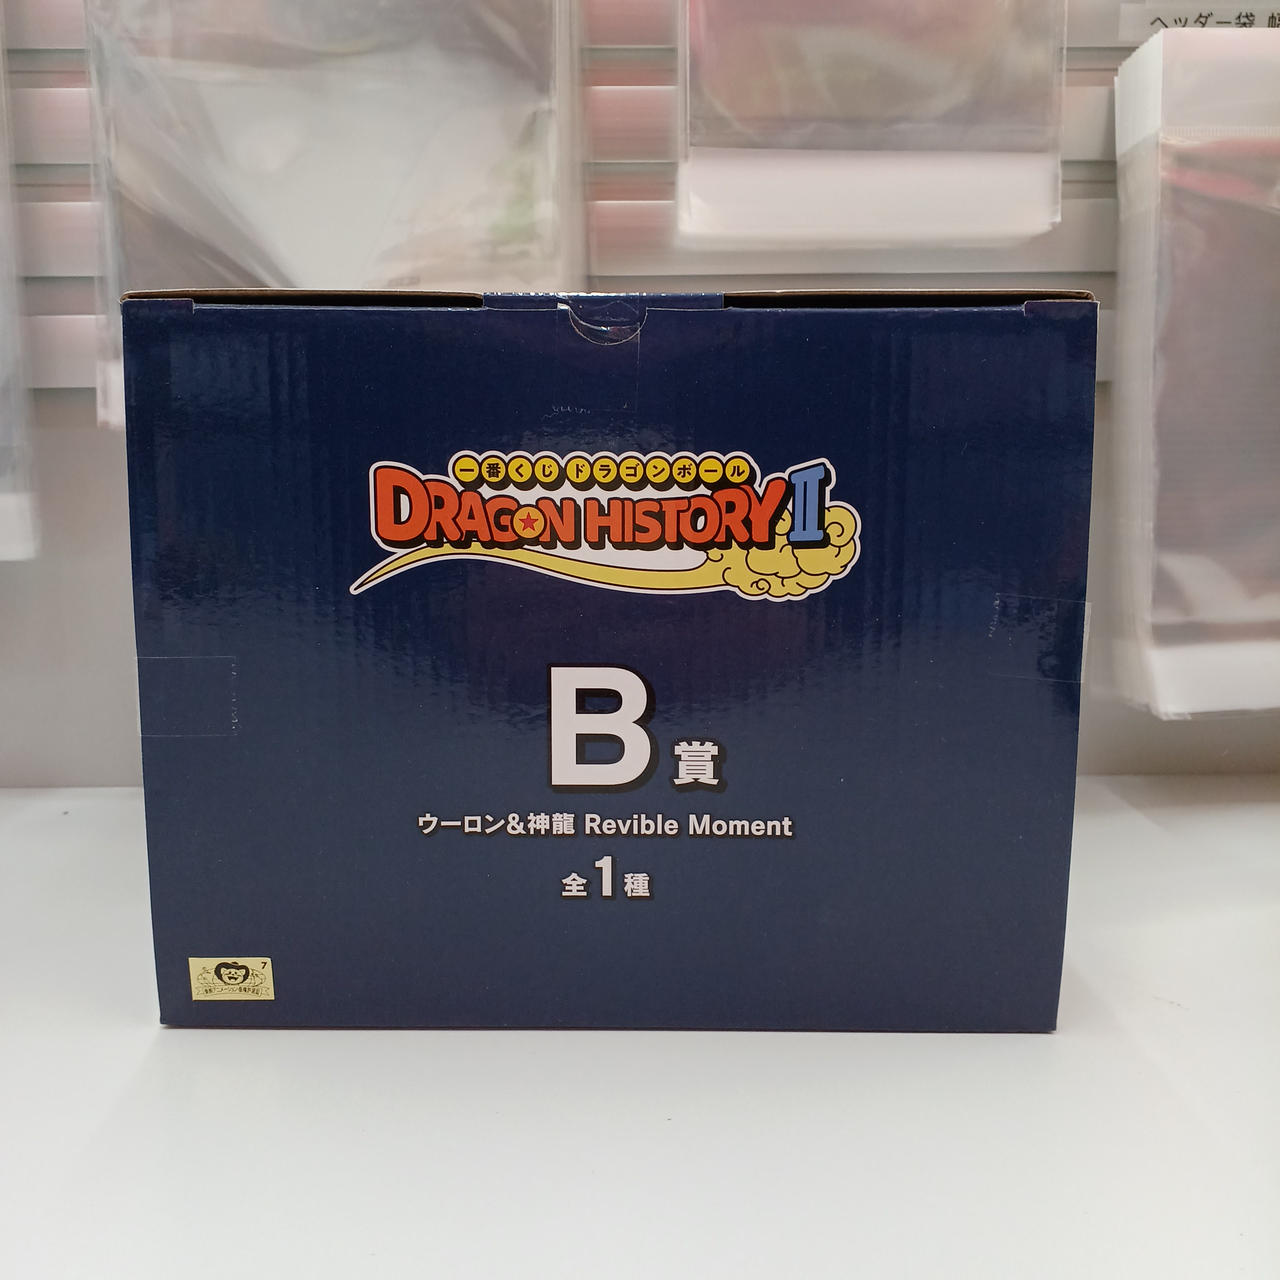 ヘッダー袋
一番くじ ドラゴンボール
DRAGON HISTORY II
B賞
ウーロン&神龍 Revible Moment
全1種
7